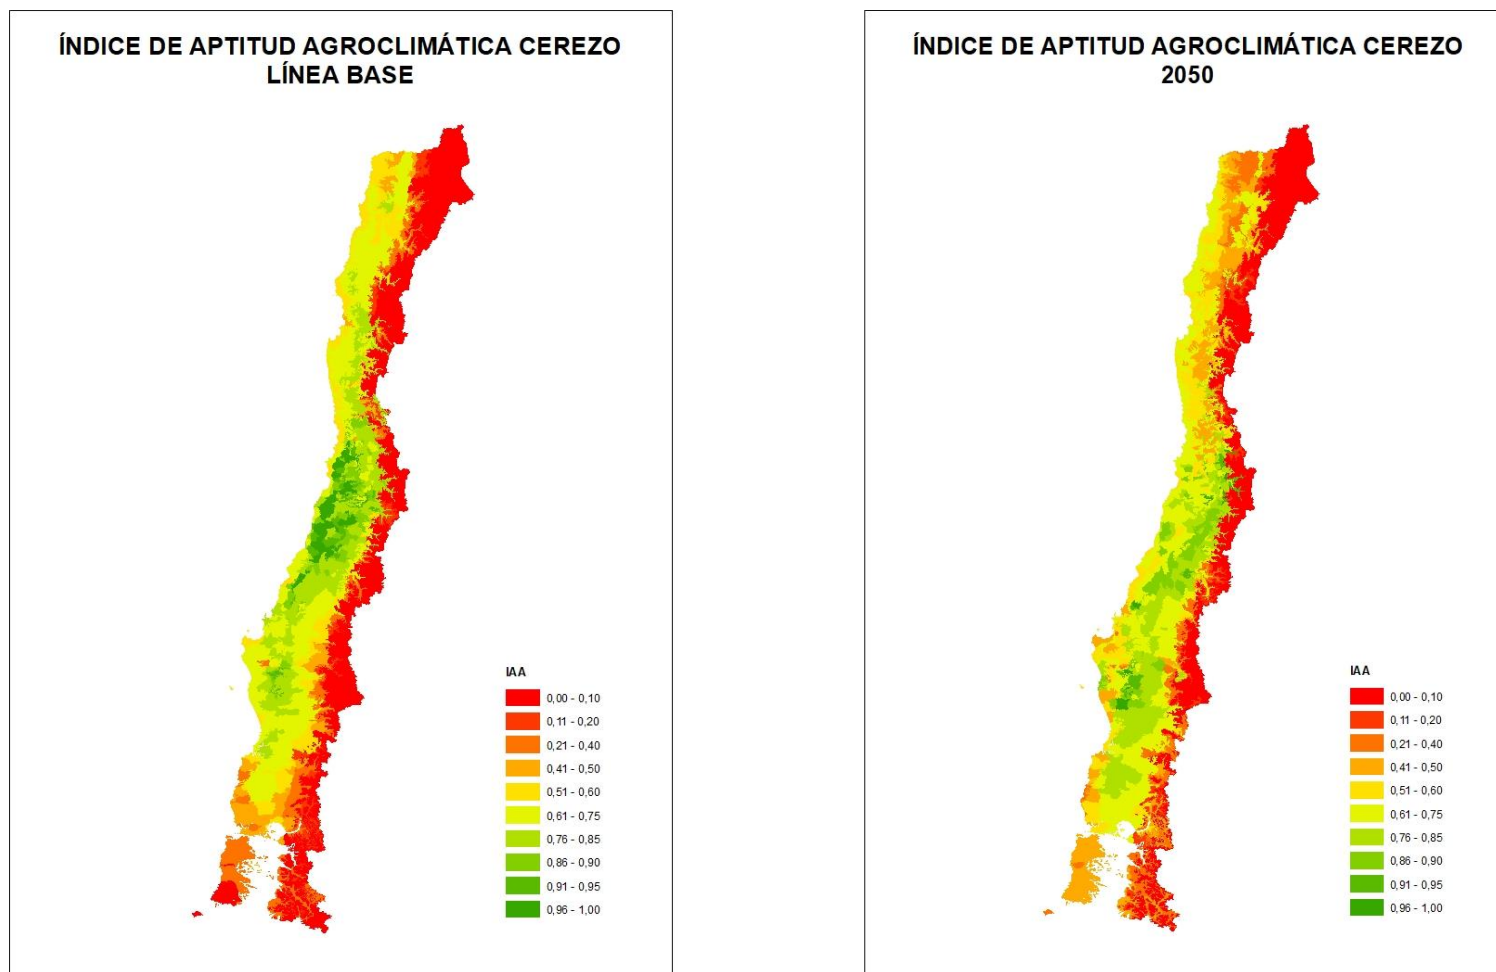 ÍNDICE DE APTITUD AGROCLIMÁTICA CEREZO
LÍNEA BASE
IAA
0,00 - 0,10
0,11 - 0,20
0,21 - 0,40
0,41 - 0,50
0,51 - 0,60
0,61 - 0,75
0,76 - 0,85
0,86 - 0,90
0,91 - 0,95
0,96 - 1,00
ÍNDICE DE APTITUD AGROCLIMÁTICA CEREZO
2050
IAA
0,00 - 0,10
0,11 - 0,20
0,21 - 0,40
0,41 - 0,50
0,51 - 0,60
0,61 - 0,75
0,76 - 0,85
0,86 - 0,90
0,91 - 0,95
0,96 - 1,00